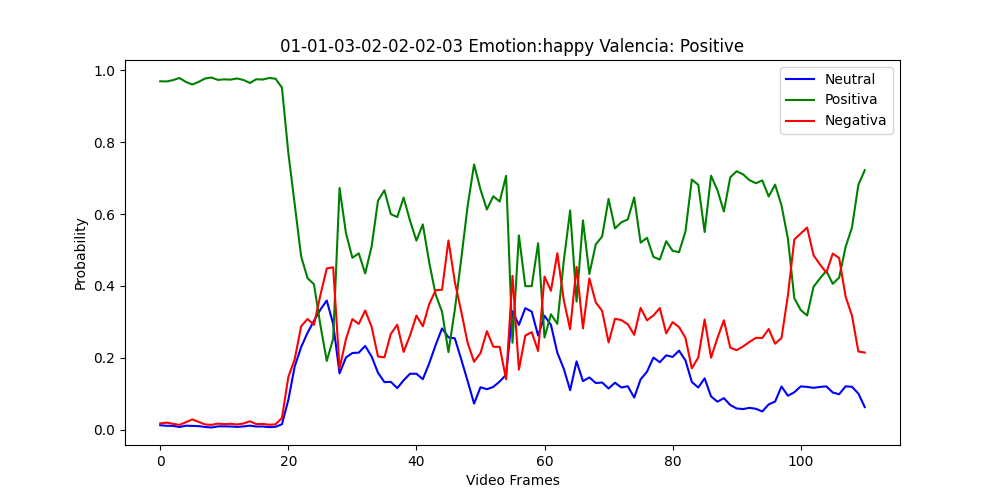 01-01-03-02-02-02-03 Emotion:happy Valencia: Positive
Neutral
Positiva
Negativa
Probability
1.0
0.8
0.6
0.4
0.2
0.0
0 20 40 60 80 100
Video Frames